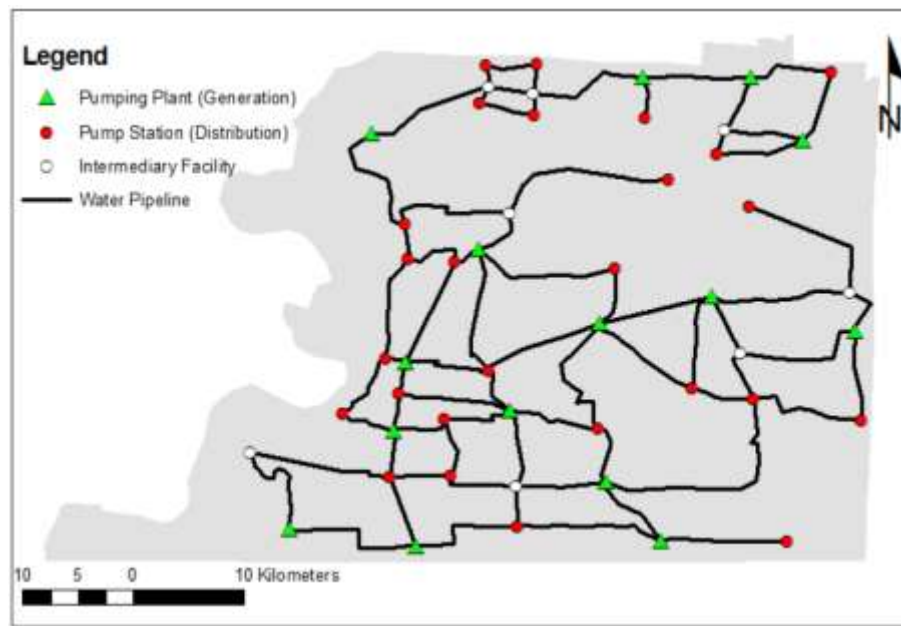 Legend
Pumping Plant (Generation)
Pump Station (Distribution)
Intermediary Facility
Water Pipeline
N
10 5 0 10 Kilometers